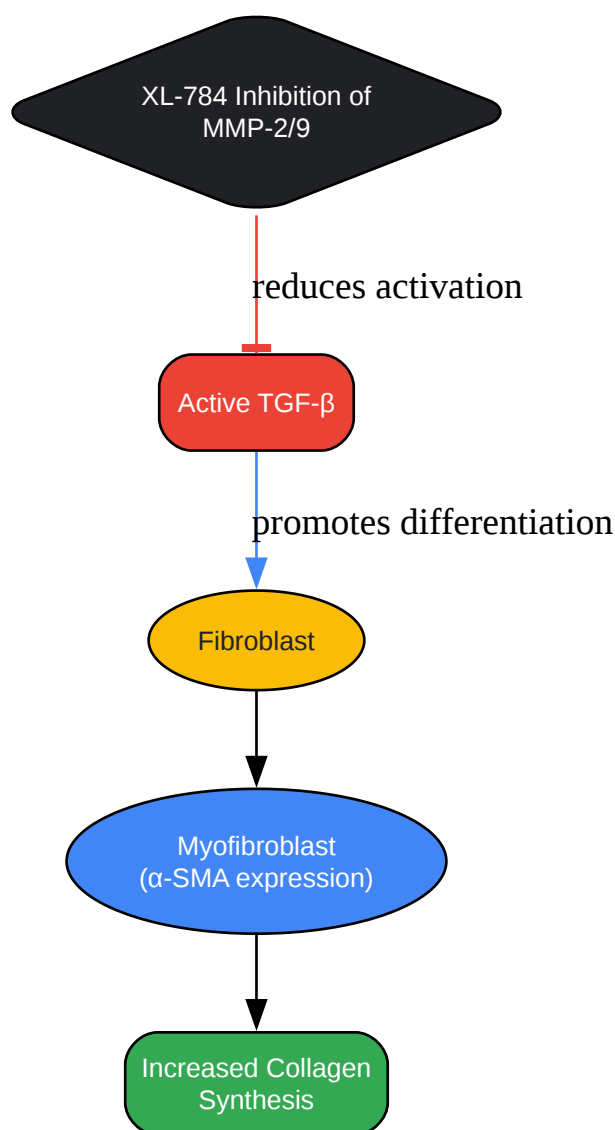 XL-784 Inhibition of
MMP-2/9
reduces activation
Active TGF-β
promotes differentiation
Fibroblast
Myofibroblast
(α-SMA expression)
Increased Collagen
Synthesis